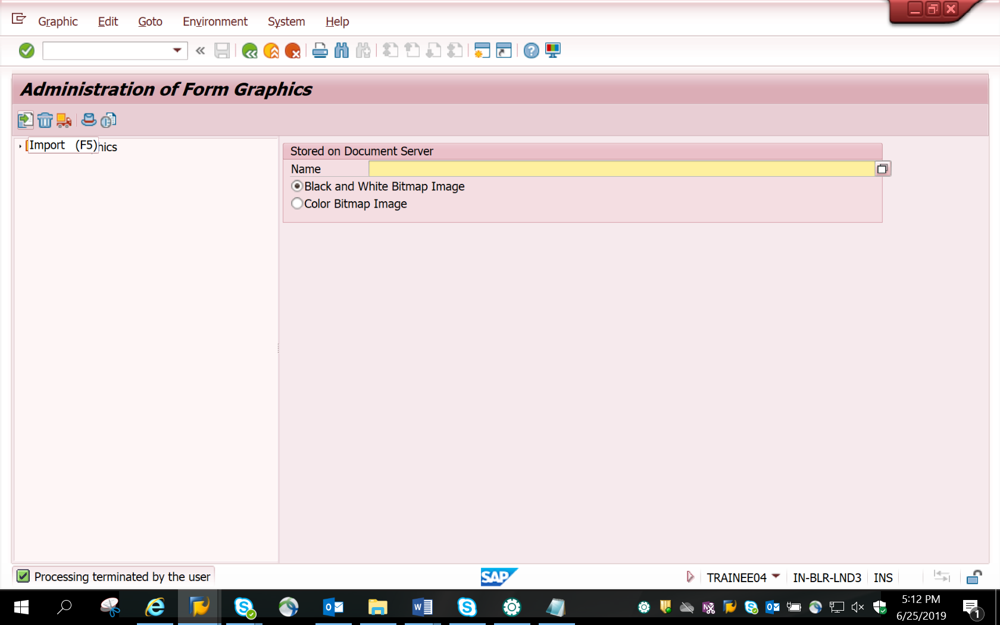 Graphic Edit Goto Environment System Help
Administration of Form Graphics
Import (F5)hics
Stored on Document Server
Name
Black and White Bitmap Image
Color Bitmap Image
Processing terminated by the user
SAP
TRAINEE04
IN-BLR-LND3
INS
5:12 PM
6/25/2019
1